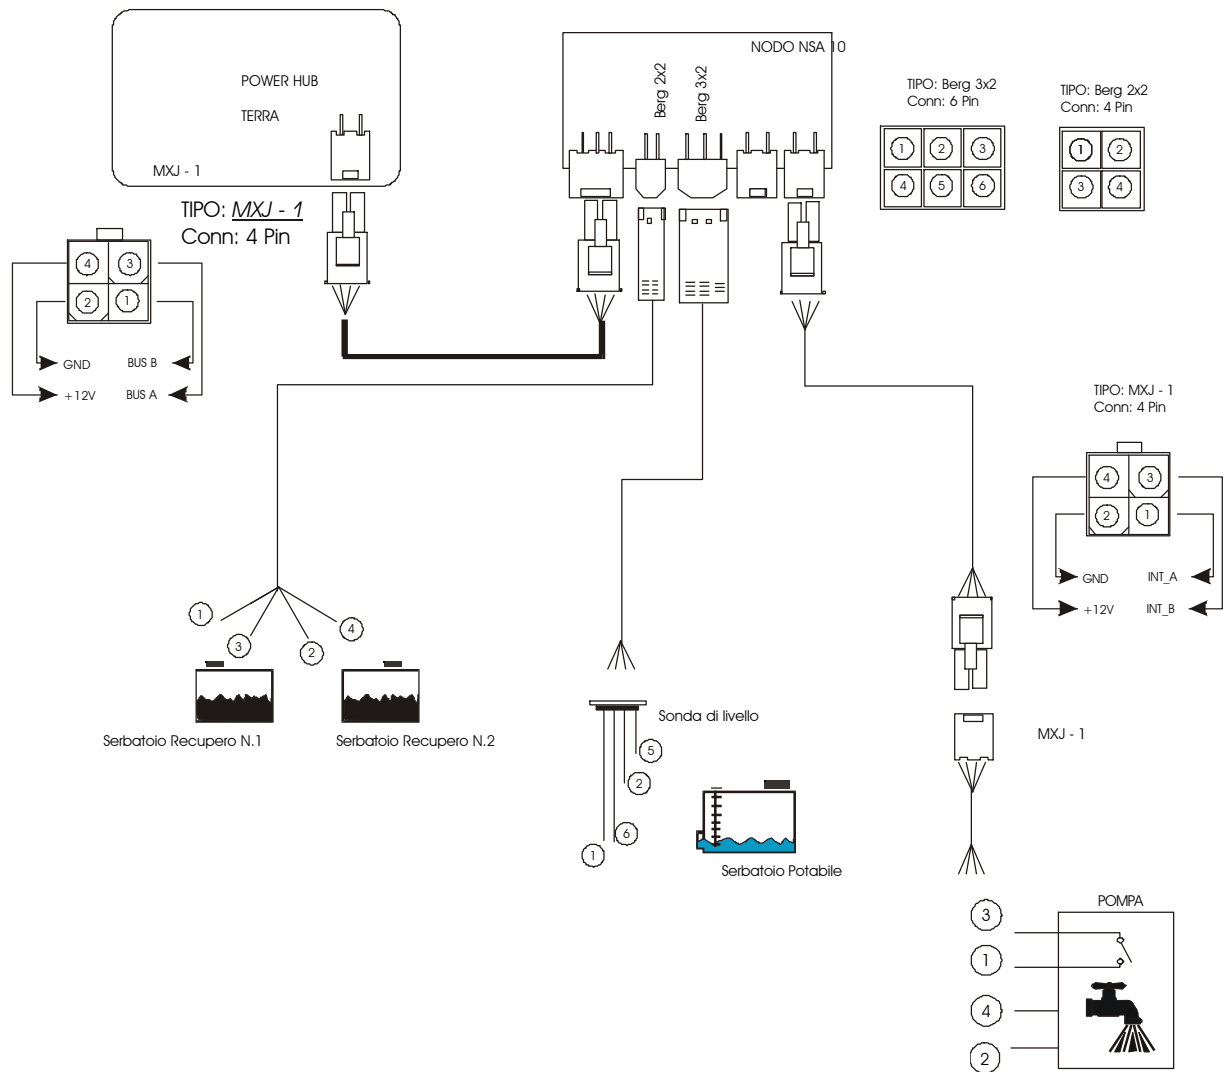 POWER HUB
TERRA
MXJ - 1
TIPO: MXJ - 1
Conn: 4 Pin
4
3
2
1
GND
BUS B
+12V
BUS A
NODO NSA 10
Berg 2x2
Berg 3x2
TIPO: Berg 3x2
Conn: 6 Pin
1
2
3
4
5
6
TIPO: Berg 2x2
Conn: 4 Pin
1
2
3
4
TIPO: MXJ - 1
Conn: 4 Pin
4
3
2
1
GND
INT_A
+12V
INT_B
1
3
2
4
Serbatoio Recupero N.1
Serbatoio Recupero N.2
Sonda di livello
5
2
6
1
Serbatoio Potabile
MXJ - 1
POMPA
3
1
4
2